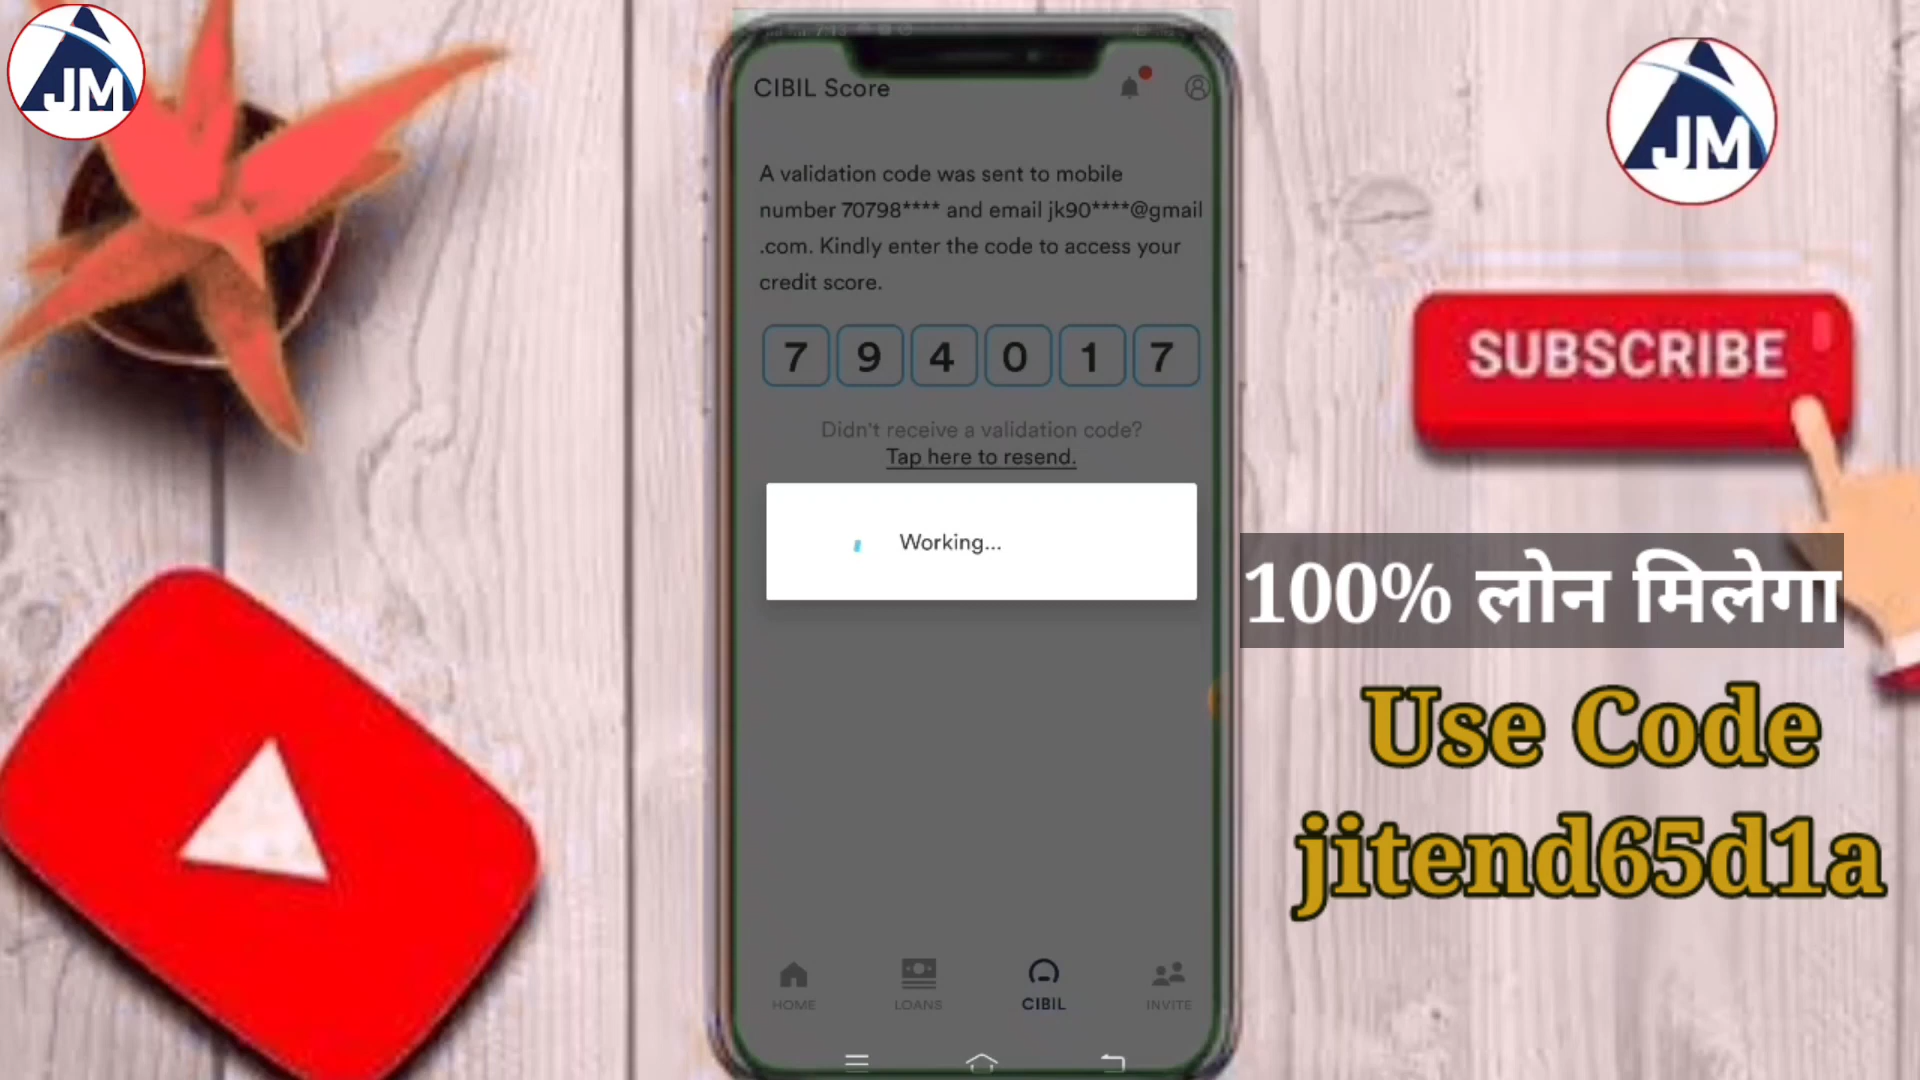 JM
JM
CIBIL Score
A validation code was sent to mobile
number 70798**** and email jk90****@gmail
.com. Kindly enter the code to access your
credit score.
7 9 4 0 1 7
Didn't receive a validation code?
Tap here to resend.
Working...
SUBSCRIBE
100% लोन मिलेगा
Use Code
jitend65d1a
HOME LOANS CIBIL INVITE